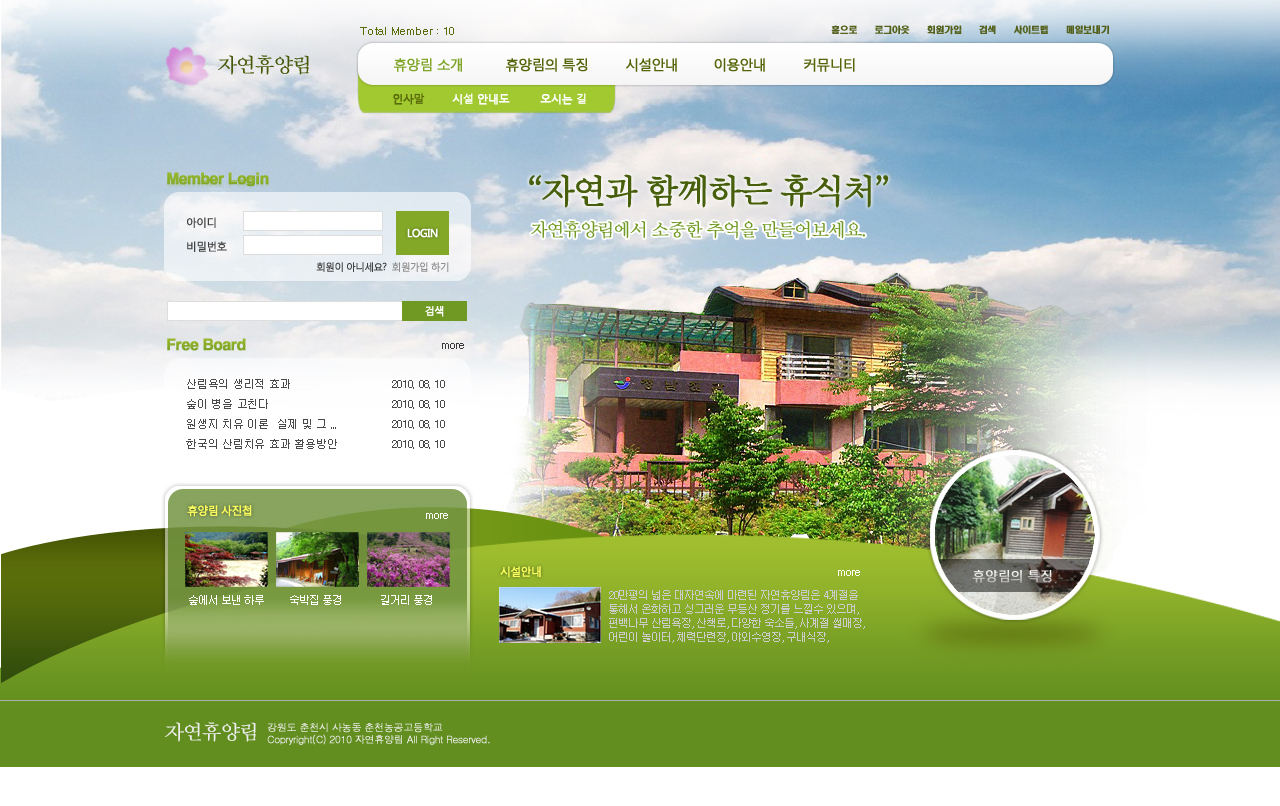 Total Member : 10
홈으로 로그아웃 회원가입 검색 사이트맵 메일보내기
자연휴양림
휴양림 소개 휴양림의 특징 시설안내 이용안내 커뮤니티
인사말 시설 안내도 오시는 길
“자연과 함께하는 휴식처”
자연휴양림에서 소중한 추억을 만들어보세요.
Member Login
아이디
비밀번호
LOGIN
회원이 아니세요? 회원가입 하기
검색
Free Board more
산림욕의 생리적 효과 2010, 08, 10
숲이 병을 고친다 2010, 08, 10
원생지 치유 이론 실제 및 그 ... 2010, 08, 10
한국의 산림치유 효과 활용방안 2010, 08, 10
휴양림 사진첩 more
숲에서 보낸 하루 숙박집 풍경 길거리 풍경
시설안내 more
20만평의 넓은 대자연속에 마련된 자연휴양림은 4계절을
통해서 온화하고 싱그러운 무등산 정기를 느낄수 있으며,
편백나무 산림욕장, 산책로, 다양한 숙소들, 사계절 썰매장,
어린이 놀이터, 체력단련장, 야외수영장, 구내식장,
휴양림의 특징
자연휴양림
강원도 춘천시 사농동 춘천농공고등학교
Copryright(C) 2010 자연휴양림 All Right Reserved.